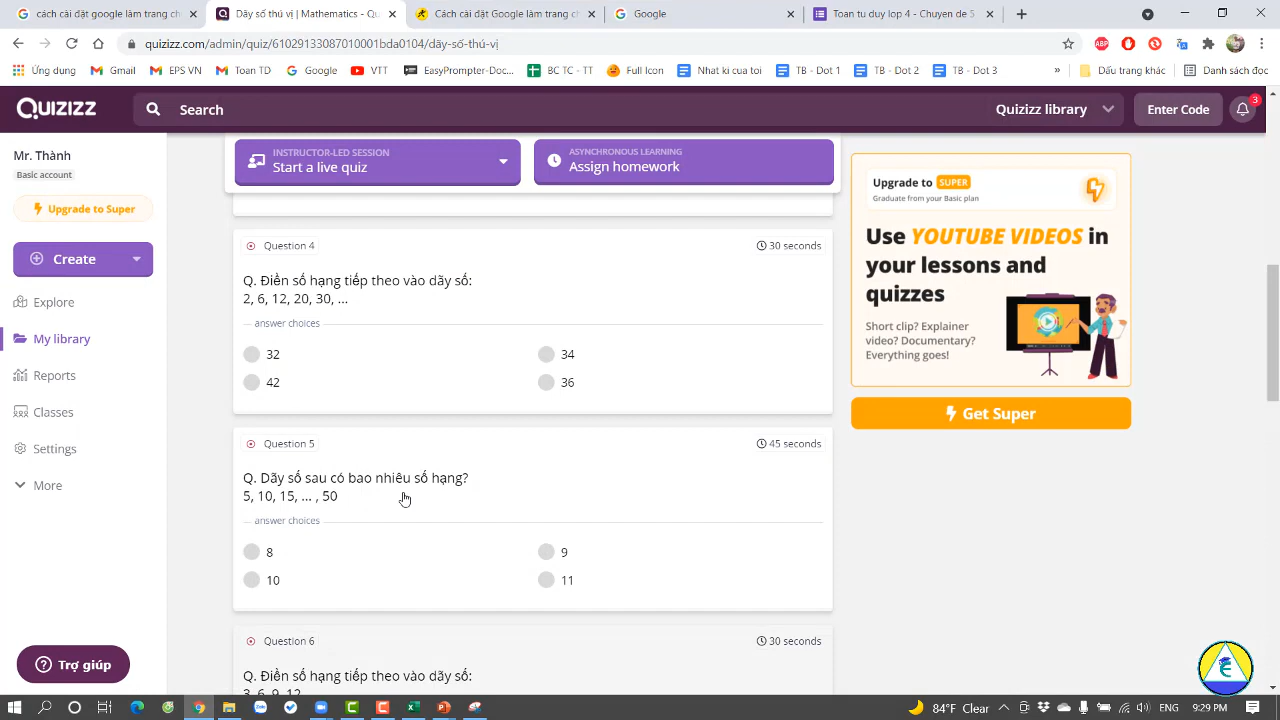 Cách cài đặt Google làm trang ch
Dãy số thú vị | Mathematics - Qu
Cách cài đặt Google làm trang ch
Google
Toan tu duy - chuyen de 5
quizizz.com/admin/quiz/61029133087010001bda0104/dãy-số-thú-vị
Ứng dụng
Gmail
EPS VN
Toan TD
Google
VTT
EasyPrompter-Doc...
BC TC - TT
Full Icon
Nhat ki cua toi
TB - Dot 1
TB - Dot 2
TB - Dot 3
»
Dấu trang khác
Danh sách đọc
QUIZIZZ
Search
Quizizz library
Enter Code
3
Mr. Thành
Basic account
Upgrade to Super
Create
Explore
My library
Reports
Classes
Settings
More
Trợ giúp
INSTRUCTOR-LED SESSION
Start a live quiz
ASYNCHRONOUS LEARNING
Assign homework
Question 4
30 seconds
Q. Điền số hạng tiếp theo vào dãy số:
2, 6, 12, 20, 30, ...
answer choices
32
34
42
36
Question 5
45 seconds
Q. Dãy số sau có bao nhiêu số hạng?
5, 10, 15, ... , 50
answer choices
8
9
10
11
Question 6
30 seconds
Q. Điền số hạng tiếp theo vào dãy số:
3, 6, 9, 12
Upgrade to SUPER
Graduate from your Basic plan
Use YOUTUBE VIDEOS in
your lessons and
quizzes
Short clip? Explainer
video? Documentary?
Everything goes!
Get Super
84°F Clear
9:29 PM